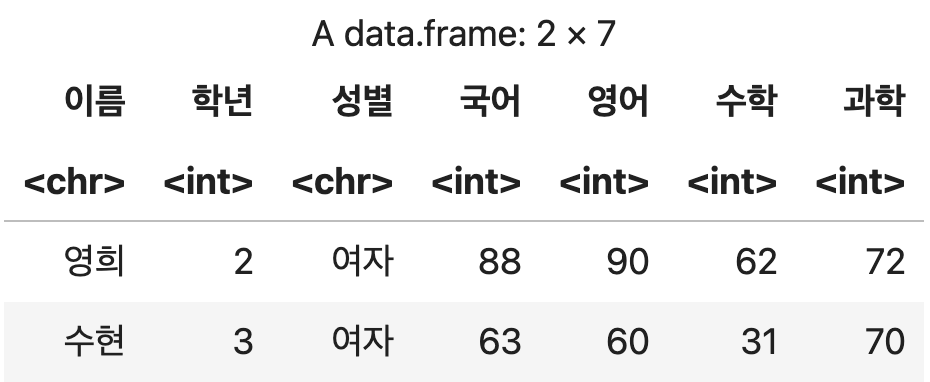 A data.frame: 2 × 7
이름 학년 성별 국어 영어 수학 과학
<chr> <int> <chr> <int> <int> <int> <int>
영희 2 여자 88 90 62 72
수현 3 여자 63 60 31 70